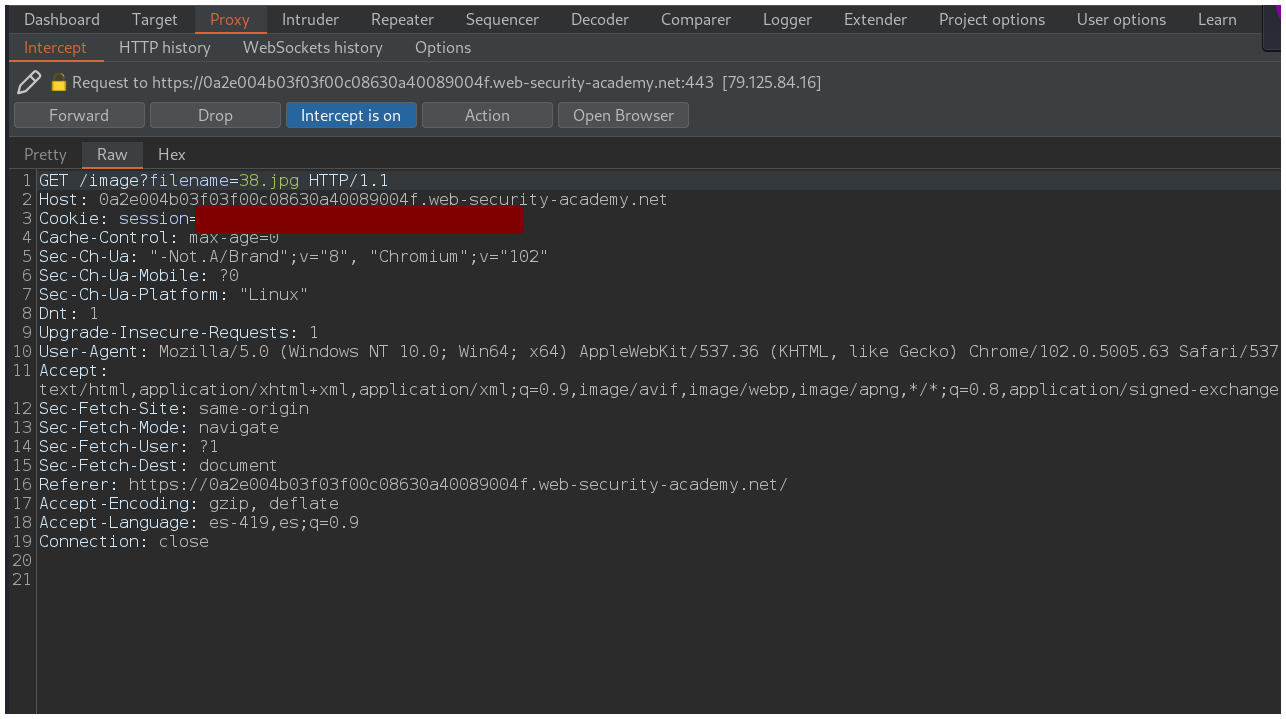 Dashboard Target Proxy Intruder Repeater Sequencer Decoder Comparer Logger Extender Project options User options Learn
Intercept HTTP history WebSockets history Options
Request to https://0a2e004b03f03f00c08630a40089004f.web-security-academy.net:443 [79.125.84.16]
Forward Drop Intercept is on Action Open Browser
Pretty Raw Hex
1 GET /image?filename=38.jpg HTTP/1.1
2 Host: 0a2e004b03f03f00c08630a40089004f.web-security-academy.net
3 Cookie: session=
4 Cache-Control: max-age=0
5 Sec-Ch-Ua: "-Not.A/Brand";v="8", "Chromium";v="102"
6 Sec-Ch-Ua-Mobile: ?0
7 Sec-Ch-Ua-Platform: "Linux"
8 Dnt: 1
9 Upgrade-Insecure-Requests: 1
10 User-Agent: Mozilla/5.0 (Windows NT 10.0; Win64; x64) AppleWebKit/537.36 (KHTML, like Gecko) Chrome/102.0.5005.63 Safari/537
11 Accept:
text/html,application/xhtml+xml,application/xml;q=0.9,image/avif,image/webp,image/apng,*/*;q=0.8,application/signed-exchange
12 Sec-Fetch-Site: same-origin
13 Sec-Fetch-Mode: navigate
14 Sec-Fetch-User: ?1
15 Sec-Fetch-Dest: document
16 Referer: https://0a2e004b03f03f00c08630a40089004f.web-security-academy.net/
17 Accept-Encoding: gzip, deflate
18 Accept-Language: es-419,es;q=0.9
19 Connection: close
20
21